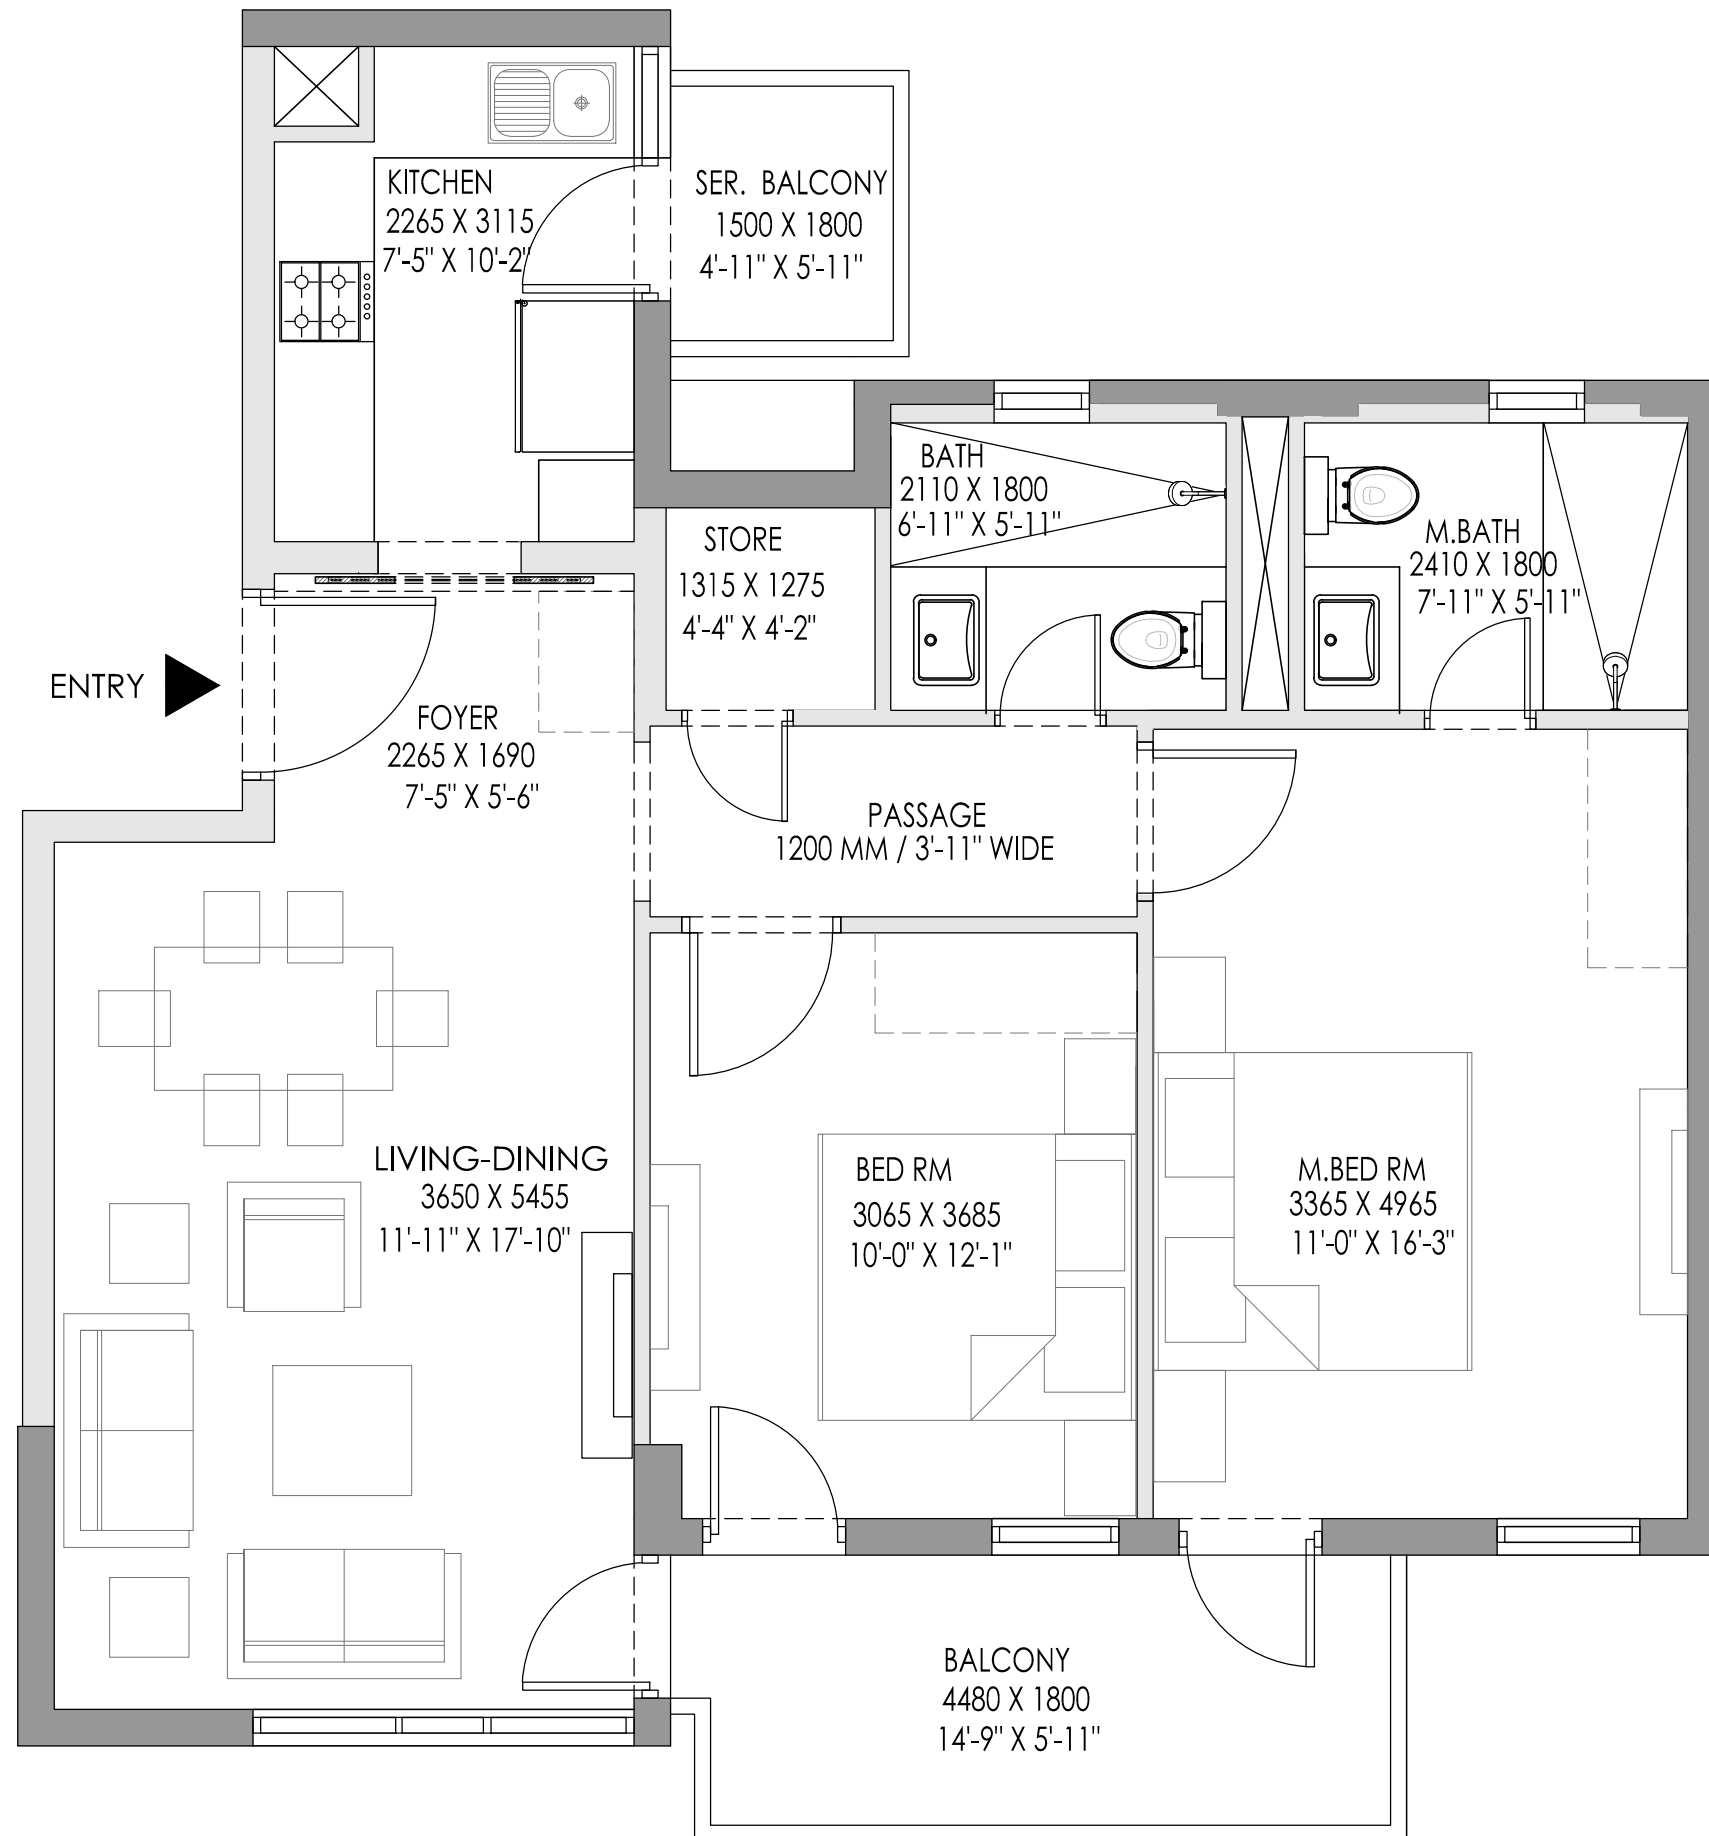 KITCHEN
2265 X 3115
7'-5" X 10'-2"
SER. BALCONY
1500 X 1800
4'-11" X 5'-11"
BATH
2110 X 1800
6'-11" X 5'-11"
M.BATH
2410 X 1800
7'-11" X 5'-11"
STORE
1315 X 1275
4'-4" X 4'-2"
ENTRY
FOYER
2265 X 1690
7'-5" X 5'-6"
PASSAGE
1200 MM / 3'-11" WIDE
LIVING-DINING
3650 X 5455
11'-11" X 17'-10"
BED RM
3065 X 3685
10'-0" X 12'-1"
M.BED RM
3365 X 4965
11'-0" X 16'-3"
BALCONY
4480 X 1800
14'-9" X 5'-11"